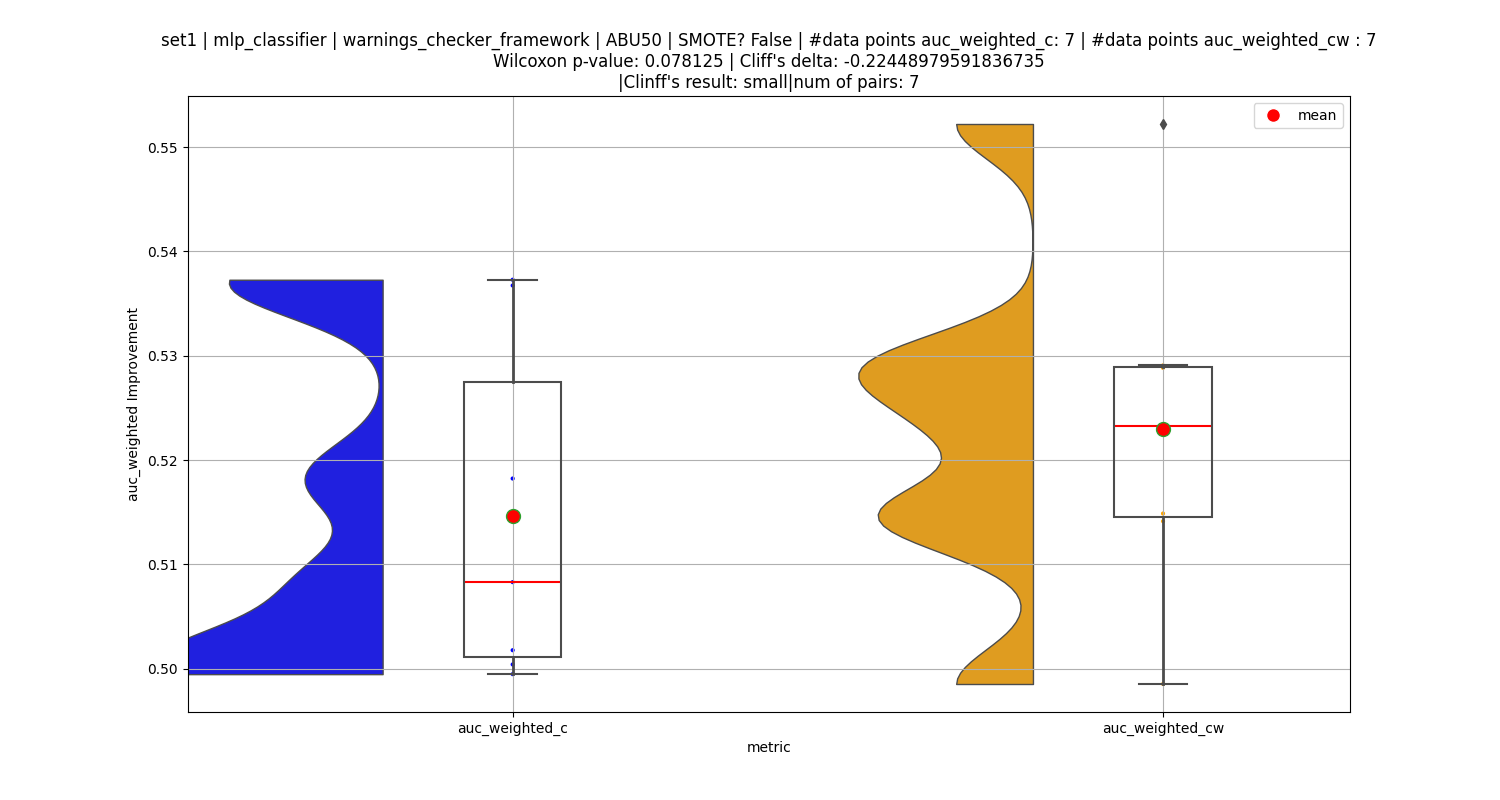 set1 | mlp_classifier | warnings_checker_framework | ABU50 | SMOTE? False | #data points auc_weighted_c: 7 | #data points auc_weighted_cw : 7
Wilcoxon p-value: 0.078125 | Cliff's delta: -0.22448979591836735
|Clinff's result: small|num of pairs: 7
mean
0.55
0.54
0.53
0.52
0.51
0.50
auc_weighted Improvement
auc_weighted_c
auc_weighted_cw
metric